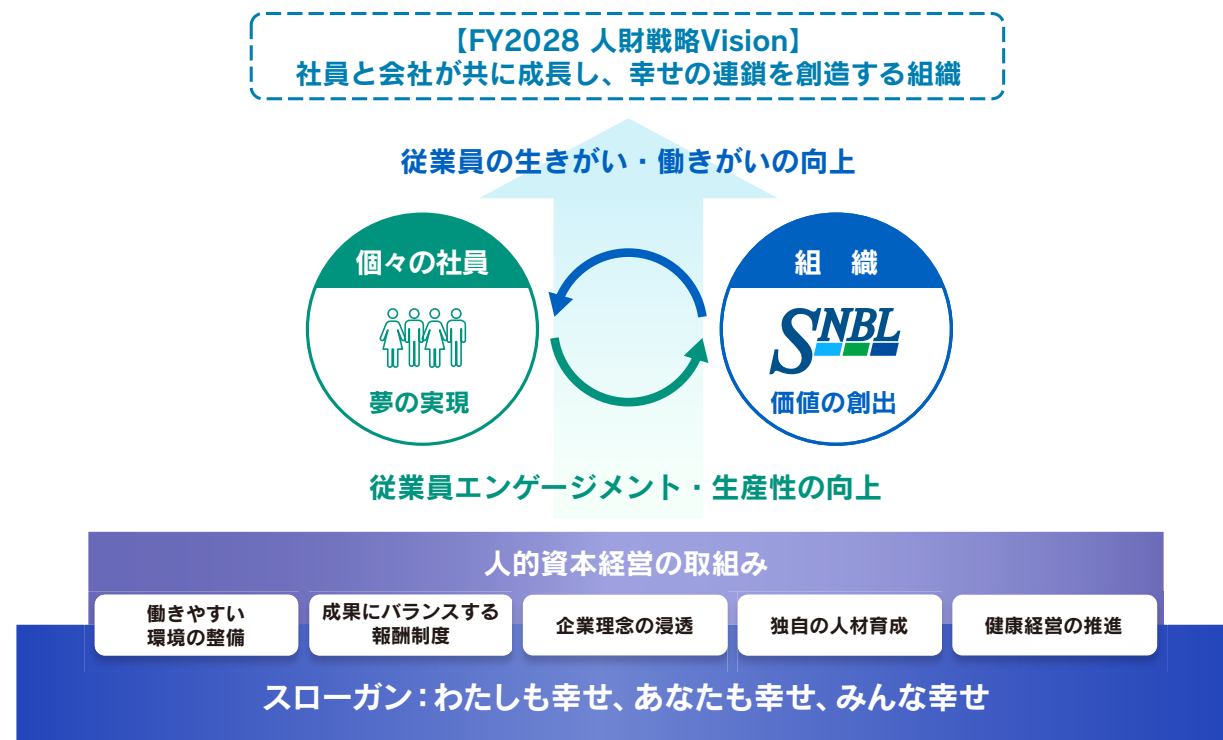 【FY2028 人財戦略Vision】
社員と会社が共に成長し、幸せの連鎖を創造する組織
従業員の生きがい・働きがいの向上
個々の社員
夢の実現
組　織
SNBL
価値の創出
従業員エンゲージメント・生産性の向上
人的資本経営の取組み
働きやすい
環境の整備
成果にバランスする
報酬制度
企業理念の浸透
独自の人材育成
健康経営の推進
スローガン：わたしも幸せ、あなたも幸せ、みんな幸せ